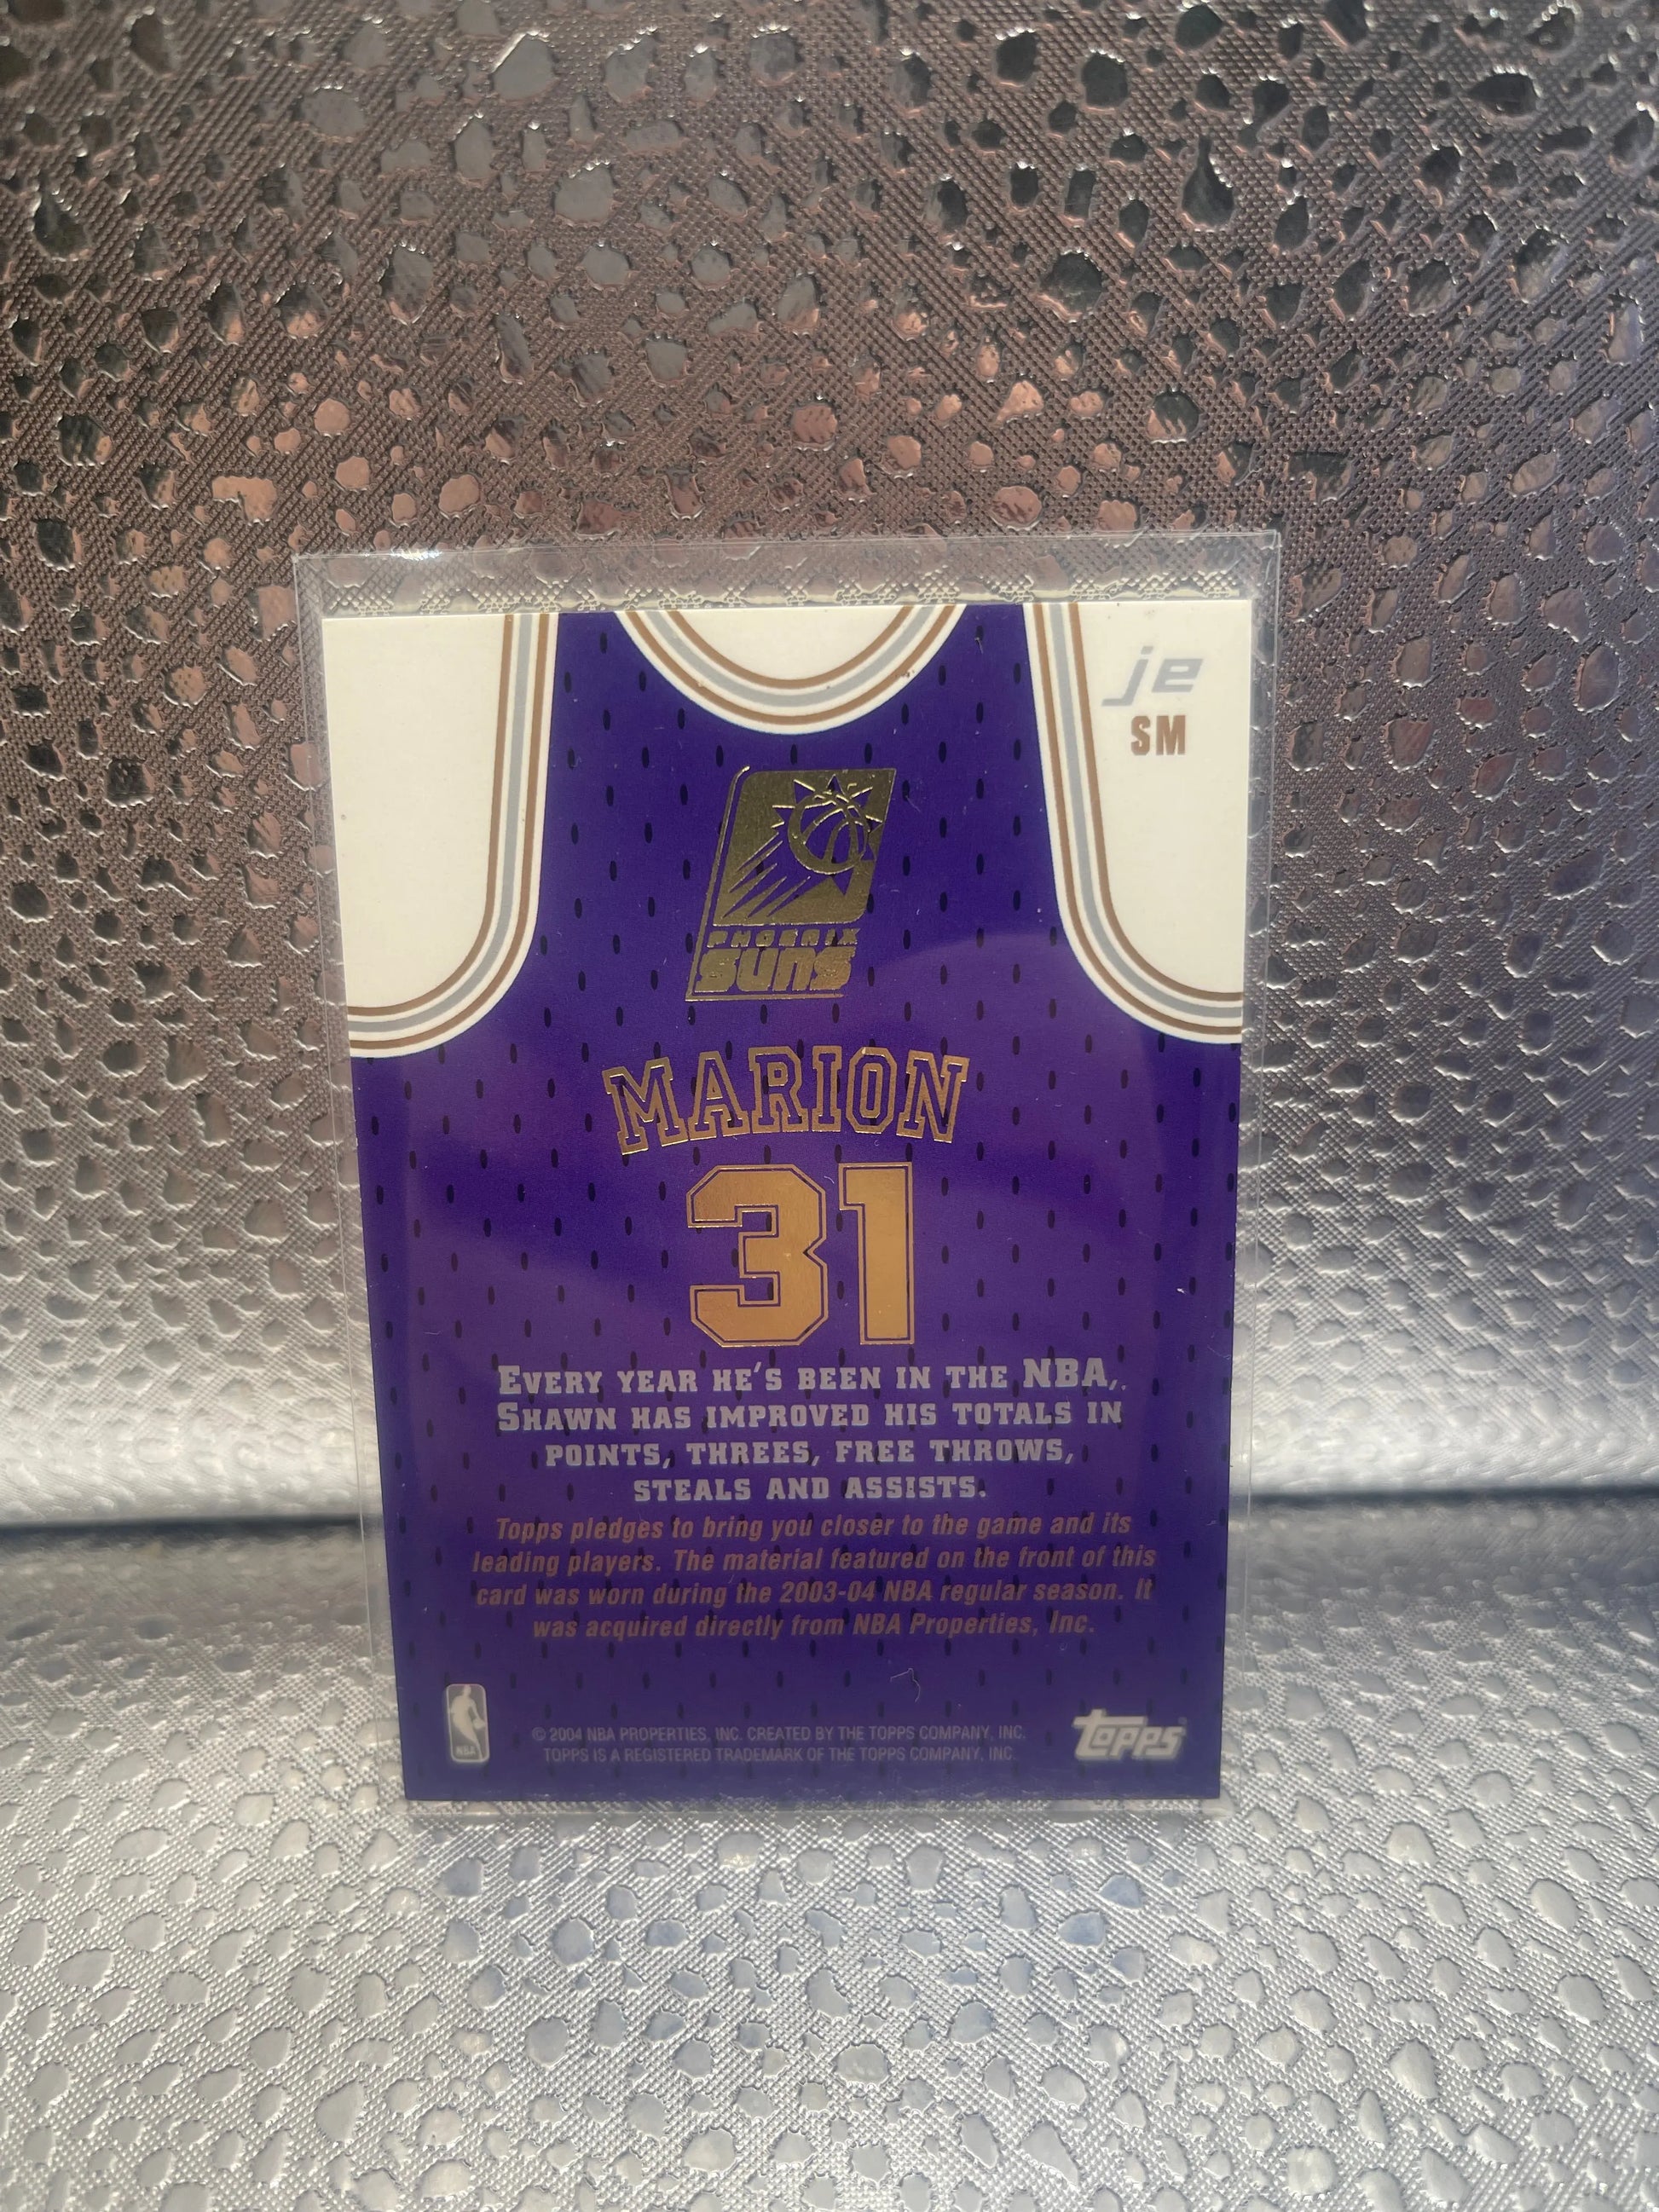 je
SM
PHOENIX
SUNS
MARION
31
EVERY YEAR HE'S BEEN IN THE NBA,
SHAWN HAS IMPROVED HIS TOTALS IN
POINTS, THREES, FREE THROWS,
STEALS AND ASSISTS.
Topps pledges to bring you closer to the game and its
leading players. The material featured on the front of this
card was worn during the 2003-04 NBA regular season. It
was acquired directly from NBA Properties, Inc.
NBA
© 2004 NBA PROPERTIES, INC. CREATED BY THE TOPPS COMPANY, INC.
TOPPS IS A REGISTERED TRADEMARK OF THE TOPPS COMPANY, INC.
Topps